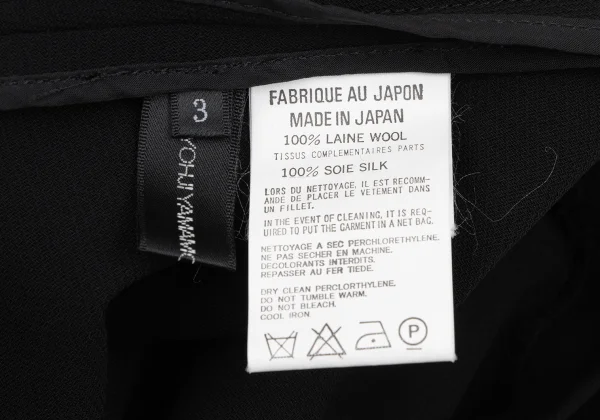 3
YOHJI YAMAMO
FABRIQUE AU JAPON
MADE IN JAPAN
100% LAINE WOOL
TISSUS COMPLEMENTAIRES PARTS
100% SOIE SILK
LORS DU NETTOYAGE, IL EST RECOMM-
ANDE DE PLACER LE VETEMENT DANS
UN FILLET.
IN THE EVENT OF CLEANING, IT IS REQ-
UIRED TO PUT THE GARMENT IN A NET BAG.
NETTOYAGE A SEC PERCHLORETHYLENE.
NE PAS SECHER EN MACHINE.
DECOLORANTS INTERDITS.
REPASSER AU FER TIEDE.
DRY CLEAN PERCHLORTHYLENE.
DO NOT TUMBLE WARM.
DO NOT BLEACH.
COOL IRON
P